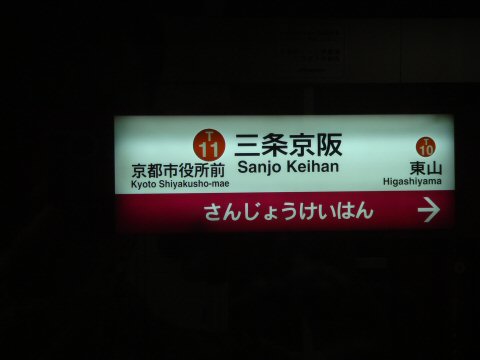 T
11
三条京阪
Sanjo Keihan
京都市役所前
Kyoto Shiyakusho-mae
T
10
東山
Higashiyama
さんじょうけいはん →